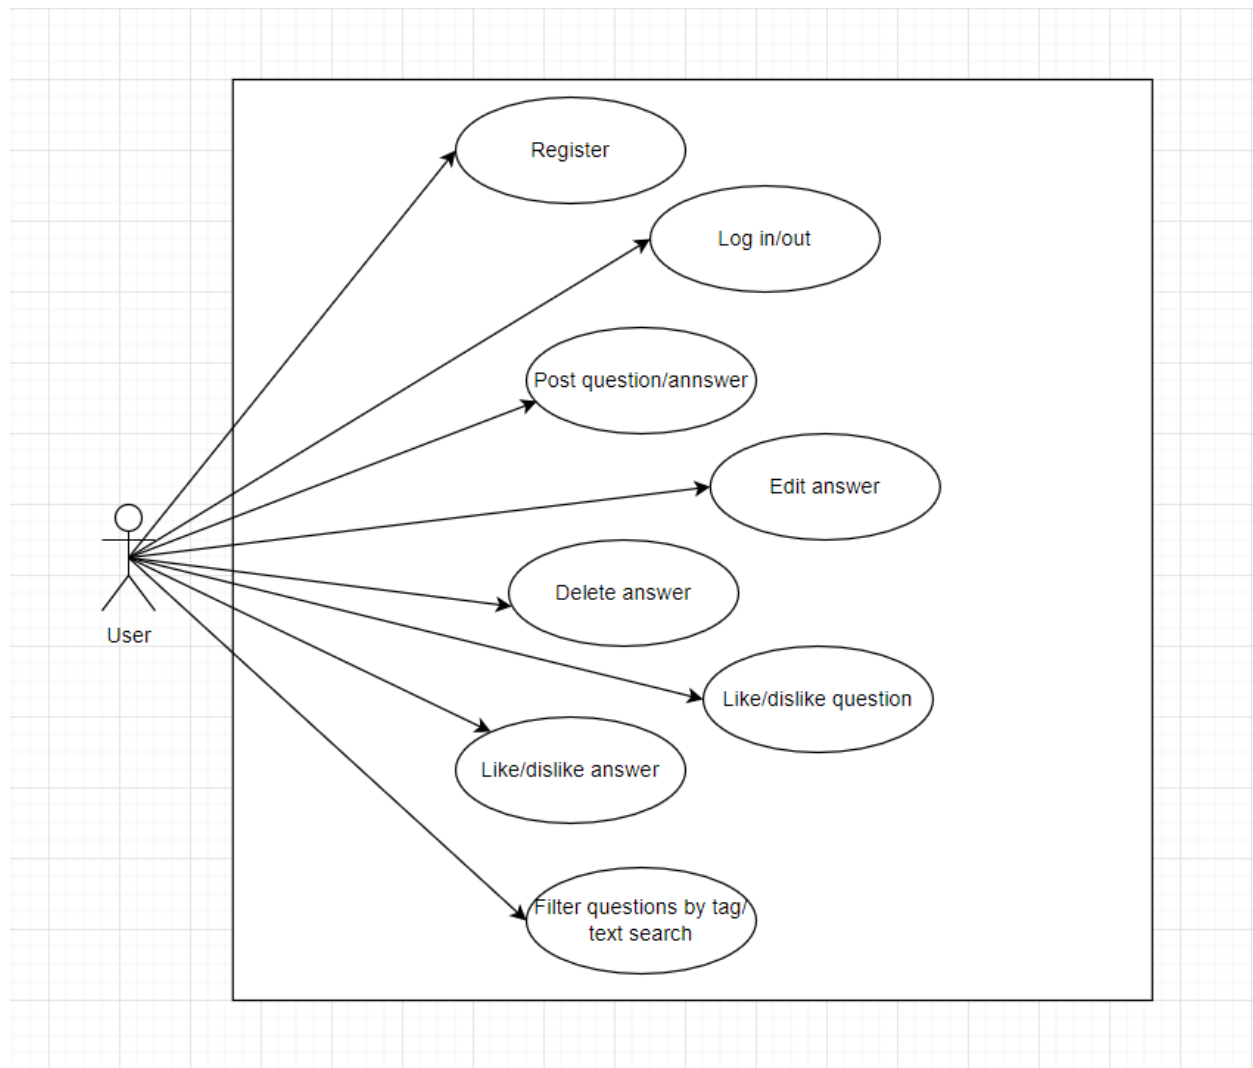 Register
Log in/out
Post question/annswer
Edit answer
Delete answer
User
Like/dislike question
Like/dislike answer
Filter questions by tag/
text search